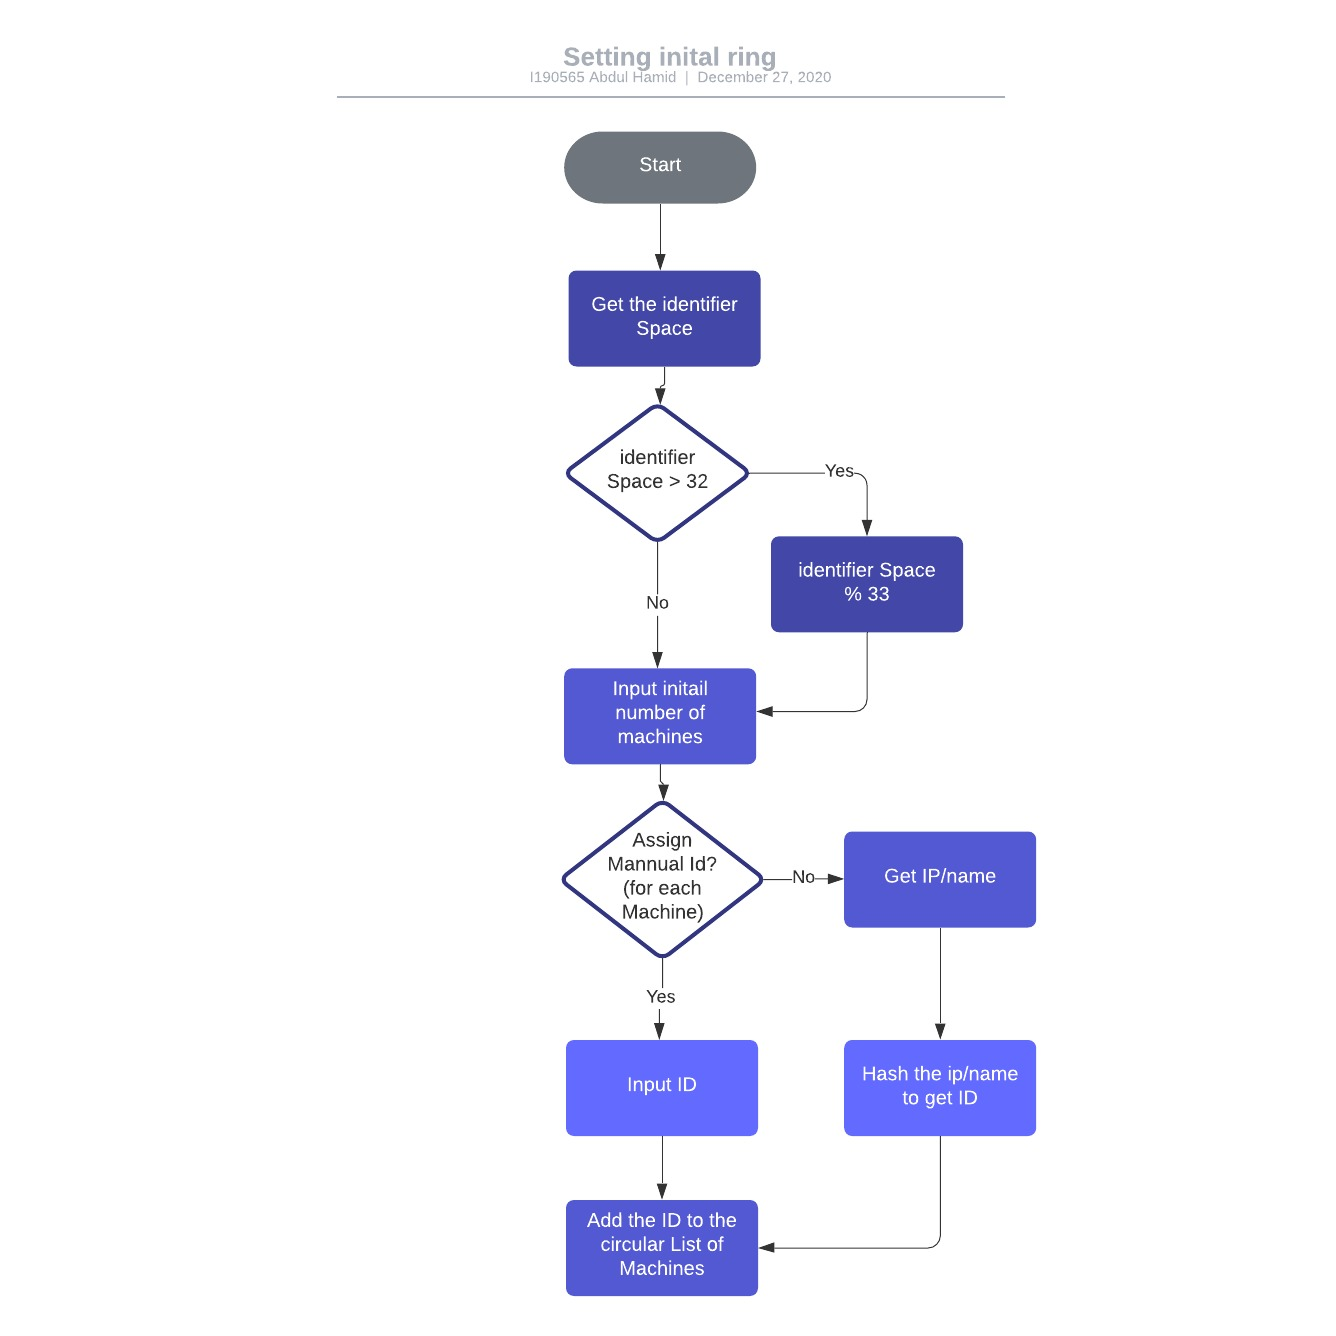 Setting inital ring
I190565 Abdul Hamid | December 27, 2020
Start
Get the identifier
Space
identifier
Space > 32
Yes
identifier Space
% 33
No
Input initail
number of
machines
Assign
Mannual Id?
(for each
Machine)
No
Get IP/name
Yes
Input ID
Hash the ip/name
to get ID
Add the ID to the
circular List of
Machines